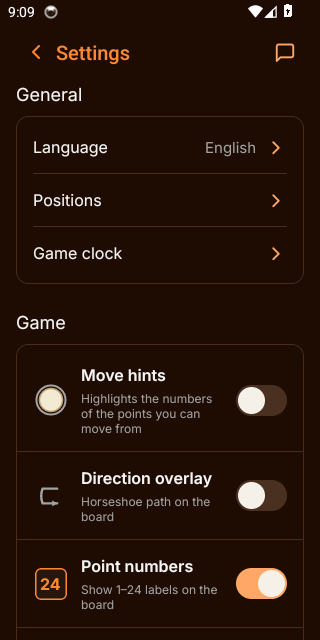 9:09
Settings
General
Language
English
Positions
Game clock
Game
Move hints
Highlights the numbers
of the points you can
move from
Direction overlay
Horseshoe path on the
board
24
Point numbers
Show 1–24 labels on the
board